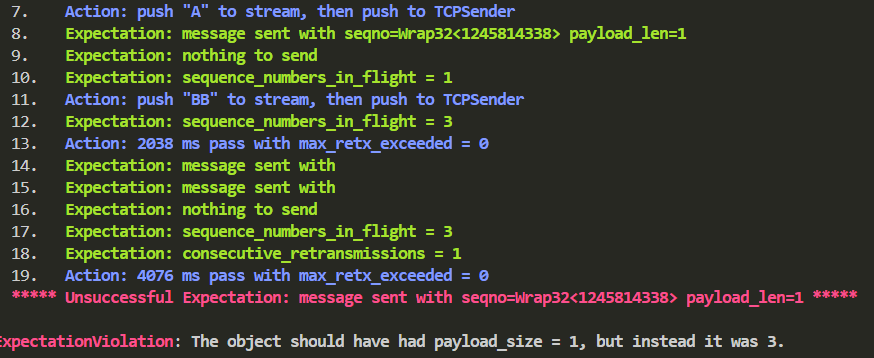 7. Action: push "A" to stream, then push to TCPSender
8. Expectation: message sent with seqno=Wrap32<1245814338> payload_len=1
9. Expectation: nothing to send
10. Expectation: sequence_numbers_in_flight = 1
11. Action: push "BB" to stream, then push to TCPSender
12. Expectation: sequence_numbers_in_flight = 3
13. Action: 2038 ms pass with max_retx_exceeded = 0
14. Expectation: message sent with
15. Expectation: message sent with
16. Expectation: nothing to send
17. Expectation: sequence_numbers_in_flight = 3
18. Expectation: consecutive_retransmissions = 1
19. Action: 4076 ms pass with max_retx_exceeded = 0
***** Unsuccessful Expectation: message sent with seqno=Wrap32<1245814338> payload_len=1 *****
ExpectationViolation: The object should have had payload_size = 1, but instead it was 3.